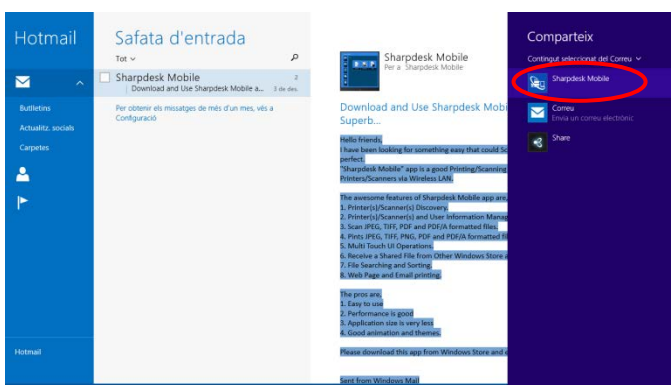 Hotmail
Butlletins
Actualitz. socials
Carpetes
Hotmail
Safata d'entrada
Tot
Sharpdesk Mobile 2
Download and Use Sharpdesk Mobile a... 3 de des.
Per obtenir els missatges de més d'un mes, vés a
Configuració
Sharpdesk Mobile
Per a Sharpdesk Mobile
Download and Use Sharpdesk Mobi
Superb...
Hello friends,
I have been looking for something easy that could Sc
perfect.
"Sharpdesk Mobile" app is a good Printing/Scanning
Printers/Scanners via Wireless LAN.
The awesome features of Sharpdesk Mobile app are,
1. Printer(s)/Scanner(s) Discovery.
2. Printer(s)/Scanner(s) and User Information Manag
3. Scan JPEG, TIFF, PDF and PDF/A formatted files.
4. Pints JPEG, TIFF, PNG, PDF and PDF/A formatted fil
5. Multi Touch UI Operations.
6. Receive a Shared File from Other Windows Store a
7. File Searching and Sorting.
8. Web Page and Email printing.
The pros are,
1. Easy to use
2. Performance is good
3. Application size is very less
4. Good animation and themes.
Please download this app from Windows Store and e
Sent from Windows Mail
Comparteix
Contingut seleccionat del Correu
Sharpdesk Mobile
Correu
Envia un correu electrònic
Share